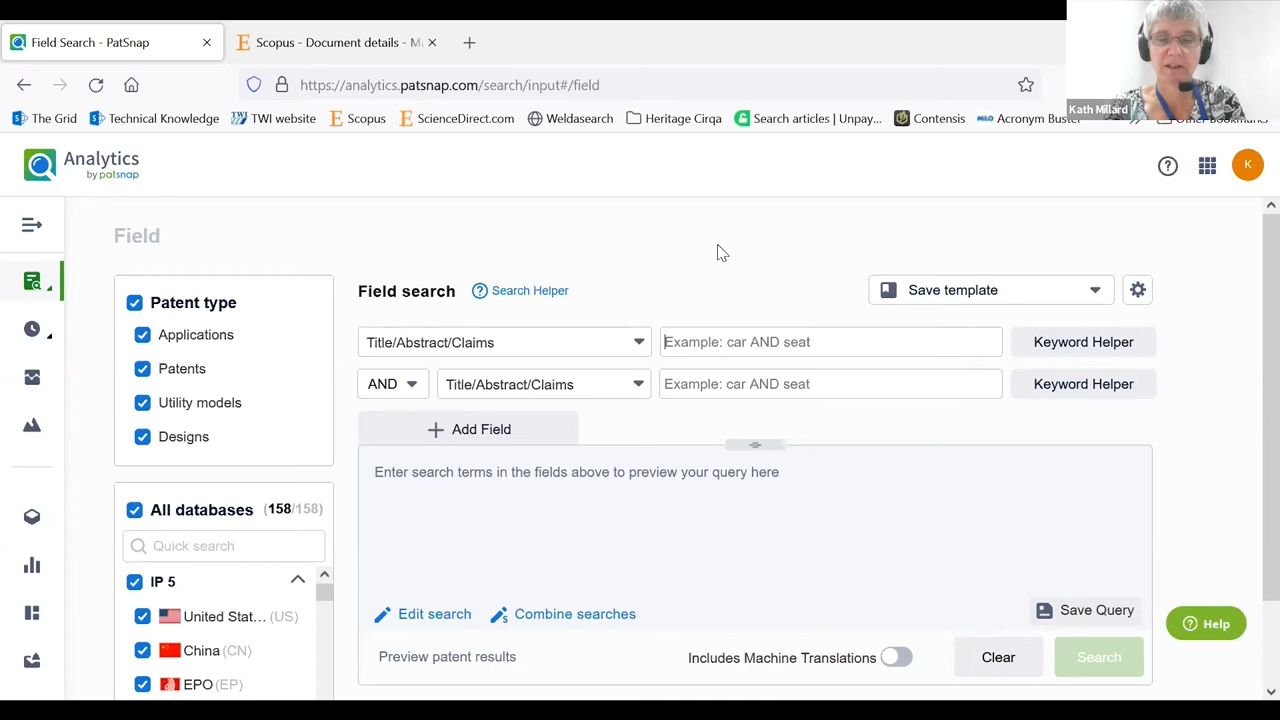 Field Search - PatSnap
Scopus - Document details - M
https://analytics.patsnap.com/search/input#/field
Kath Millard
The Grid
Technical Knowledge
TWI website
Scopus
ScienceDirect.com
Weldasearch
Heritage Cirqa
Search articles | Unpay...
Contensis
MILO
Acronym Buster
Other bookmarks
Analytics
by patsnap
K
Field
Patent type
Applications
Patents
Utility models
Designs
All databases (158/158)
Quick search
IP 5
United Stat... (US)
China (CN)
EPO (EP)
Field search
Search Helper
Save template
Title/Abstract/Claims
Example: car AND seat
Keyword Helper
AND
Title/Abstract/Claims
Example: car AND seat
Keyword Helper
Add Field
Enter search terms in the fields above to preview your query here
Edit search
Combine searches
Save Query
Preview patent results
Includes Machine Translations
Clear
Search
Help